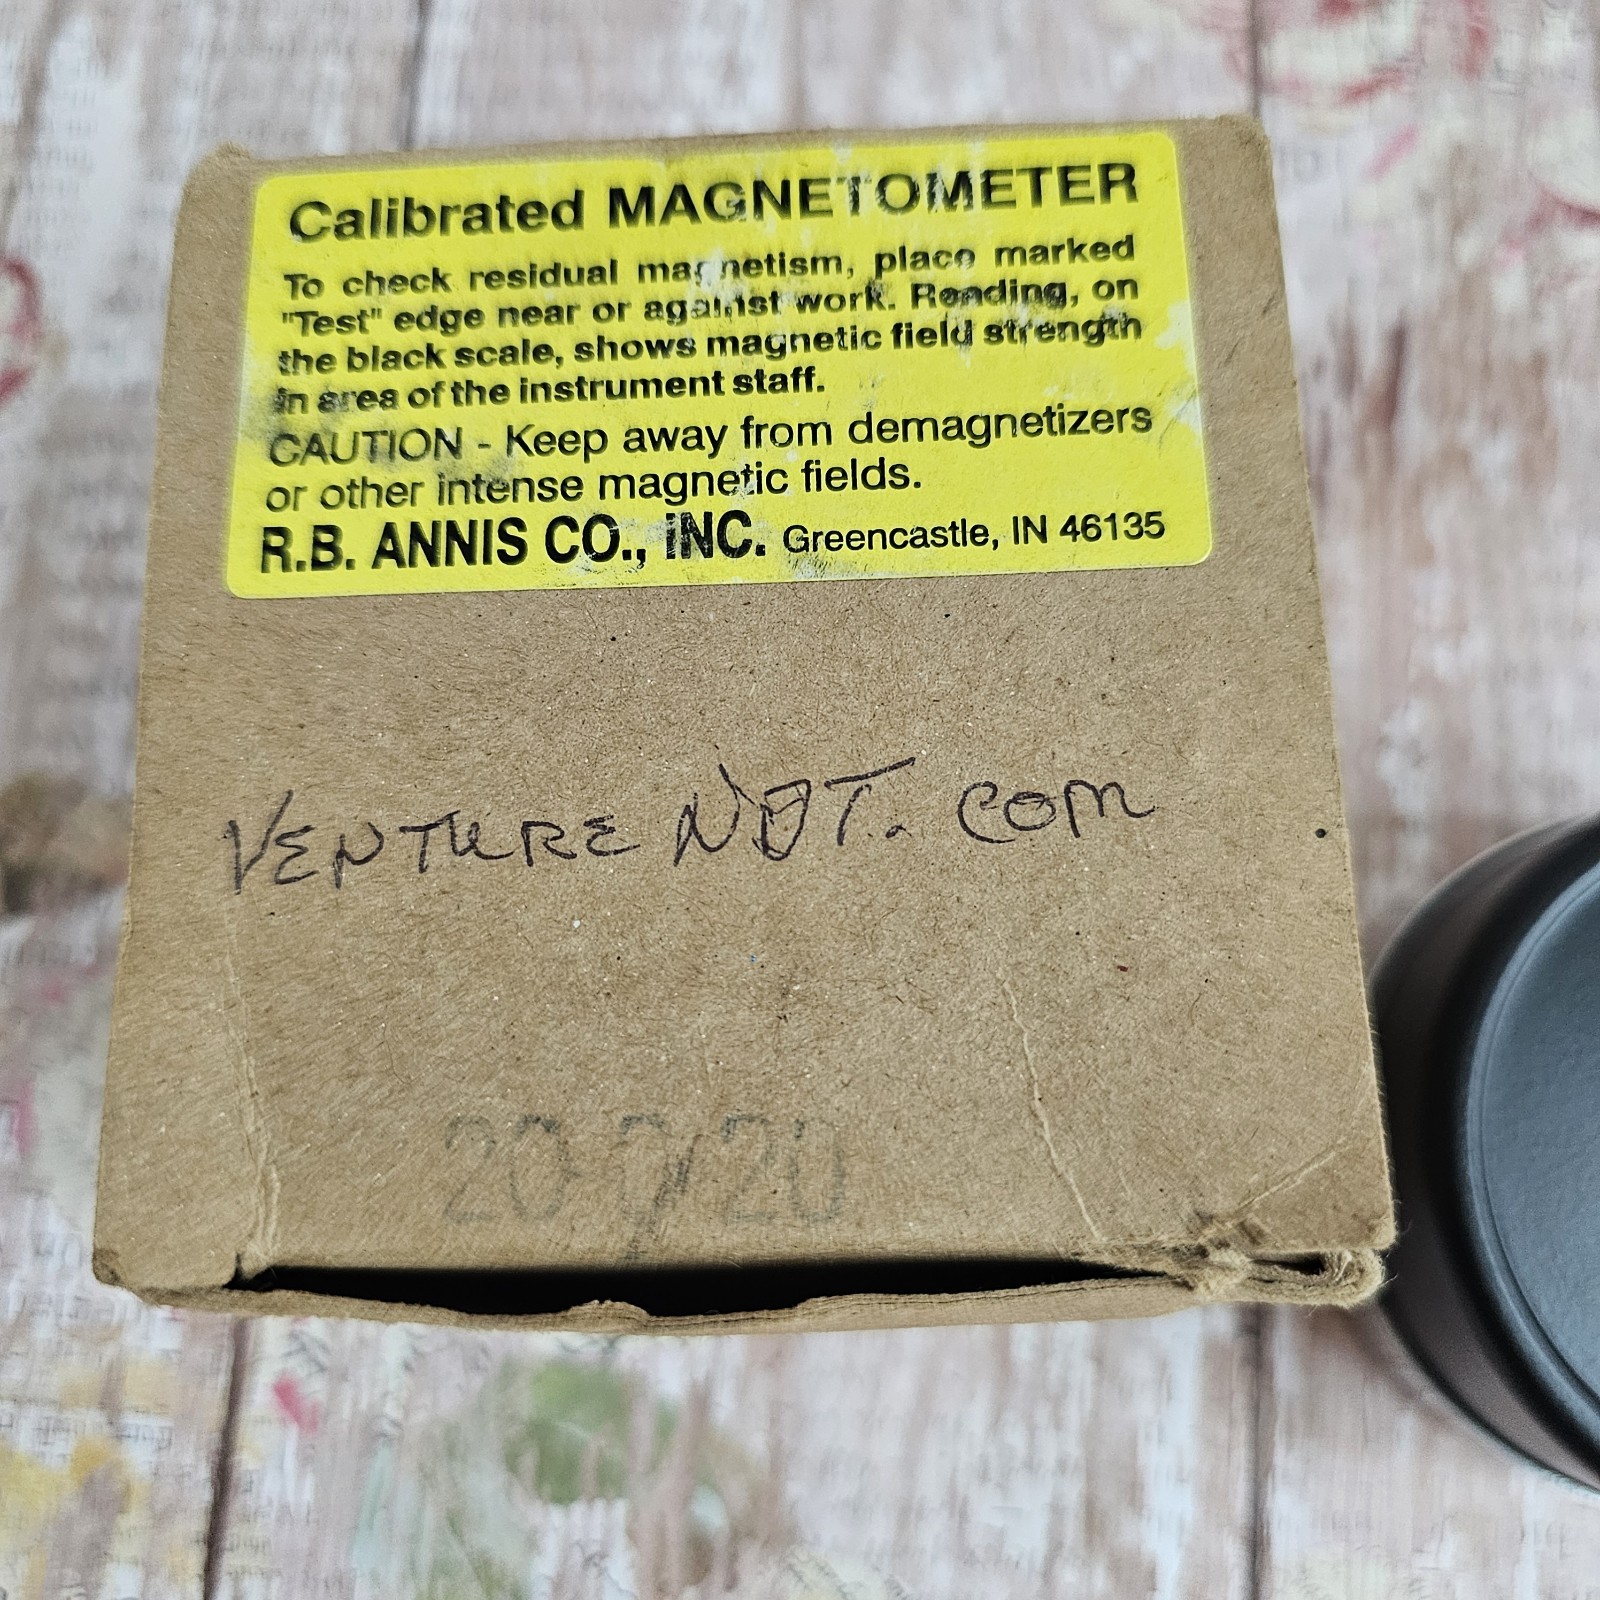 Calibrated MAGNETOMETER
To check residual magnetism, place marked
"Test" edge near or against work. Reading, on
the black scale, shows magnetic field strength
in area of the instrument staff.
CAUTION - Keep away from demagnetizers
or other intense magnetic fields.
R.B. ANNIS CO., INC. Greencastle, IN 46135
VENTURE NOT. COM